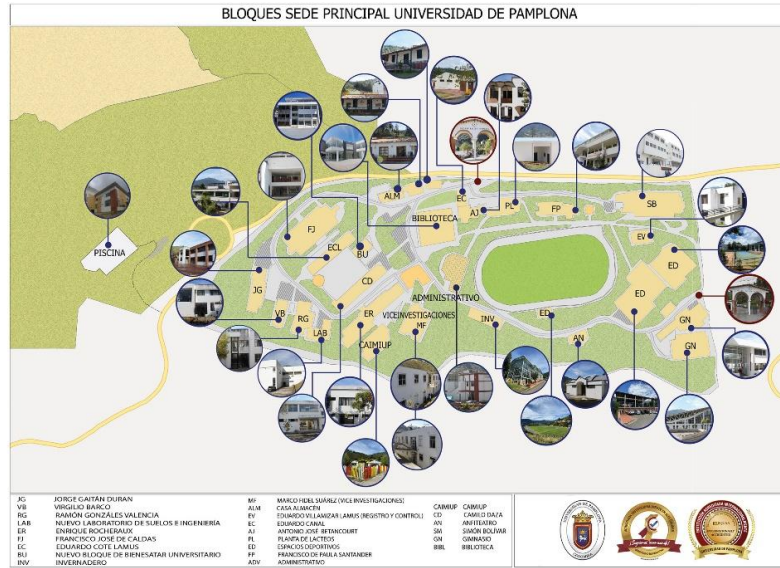 BLOQUES SEDE PRINCIPAL UNIVERSIDAD DE PAMPLONA
ALM
EC
AJ
PL
FP
SB
BIBLIOTECA
EV
FJ
ECL
BU
PISCINA
ED
CD
JG
ADMINISTRATIVO
ED
VB
RG
LAB
ER
VICEINVESTIGACIONES
MF
INV
ED
GN
CAIMIUP
AN
GN
JG JORGE GAITÁN DURAN
VB VIRGILIO BARCO
RG RAMÓN GONZÁLES VALENCIA
LAB NUEVO LABORATORIO DE SUELOS E INGENIERÍA
ER ENRIQUE ROCHERAUX
FJ FRANCISCO JOSÉ DE CALDAS
EC EDUARDO COTE LAMUS
BU NUEVO BLOQUE DE BIENESATAR UNIVERSITARIO
INV INVERNADERO
MF MARCO FIDEL SUÁREZ (VICE INVESTIGACIONES)
ALM CASA ALMACÉN
EV EDUARDO VILLAMIZAR LAMUS (REGISTRO Y CONTROL)
EC EDUARDO CANAL
AJ ANTONIO JOSÉ BETANCOURT
PL PLANTA DE LACTEOS
ED ESPACIOS DEPORTIVOS
FP FRANCISCO DE PAULA SANTANDER
ADV ADMINISTRATIVO
CAIMIUP CAIMIUP
CD CAMILO DAZA
AN ANFITEATRO
SM SIMÓN BOLÍVAR
GN GIMNASIO
BIBL BIBLIOTECA